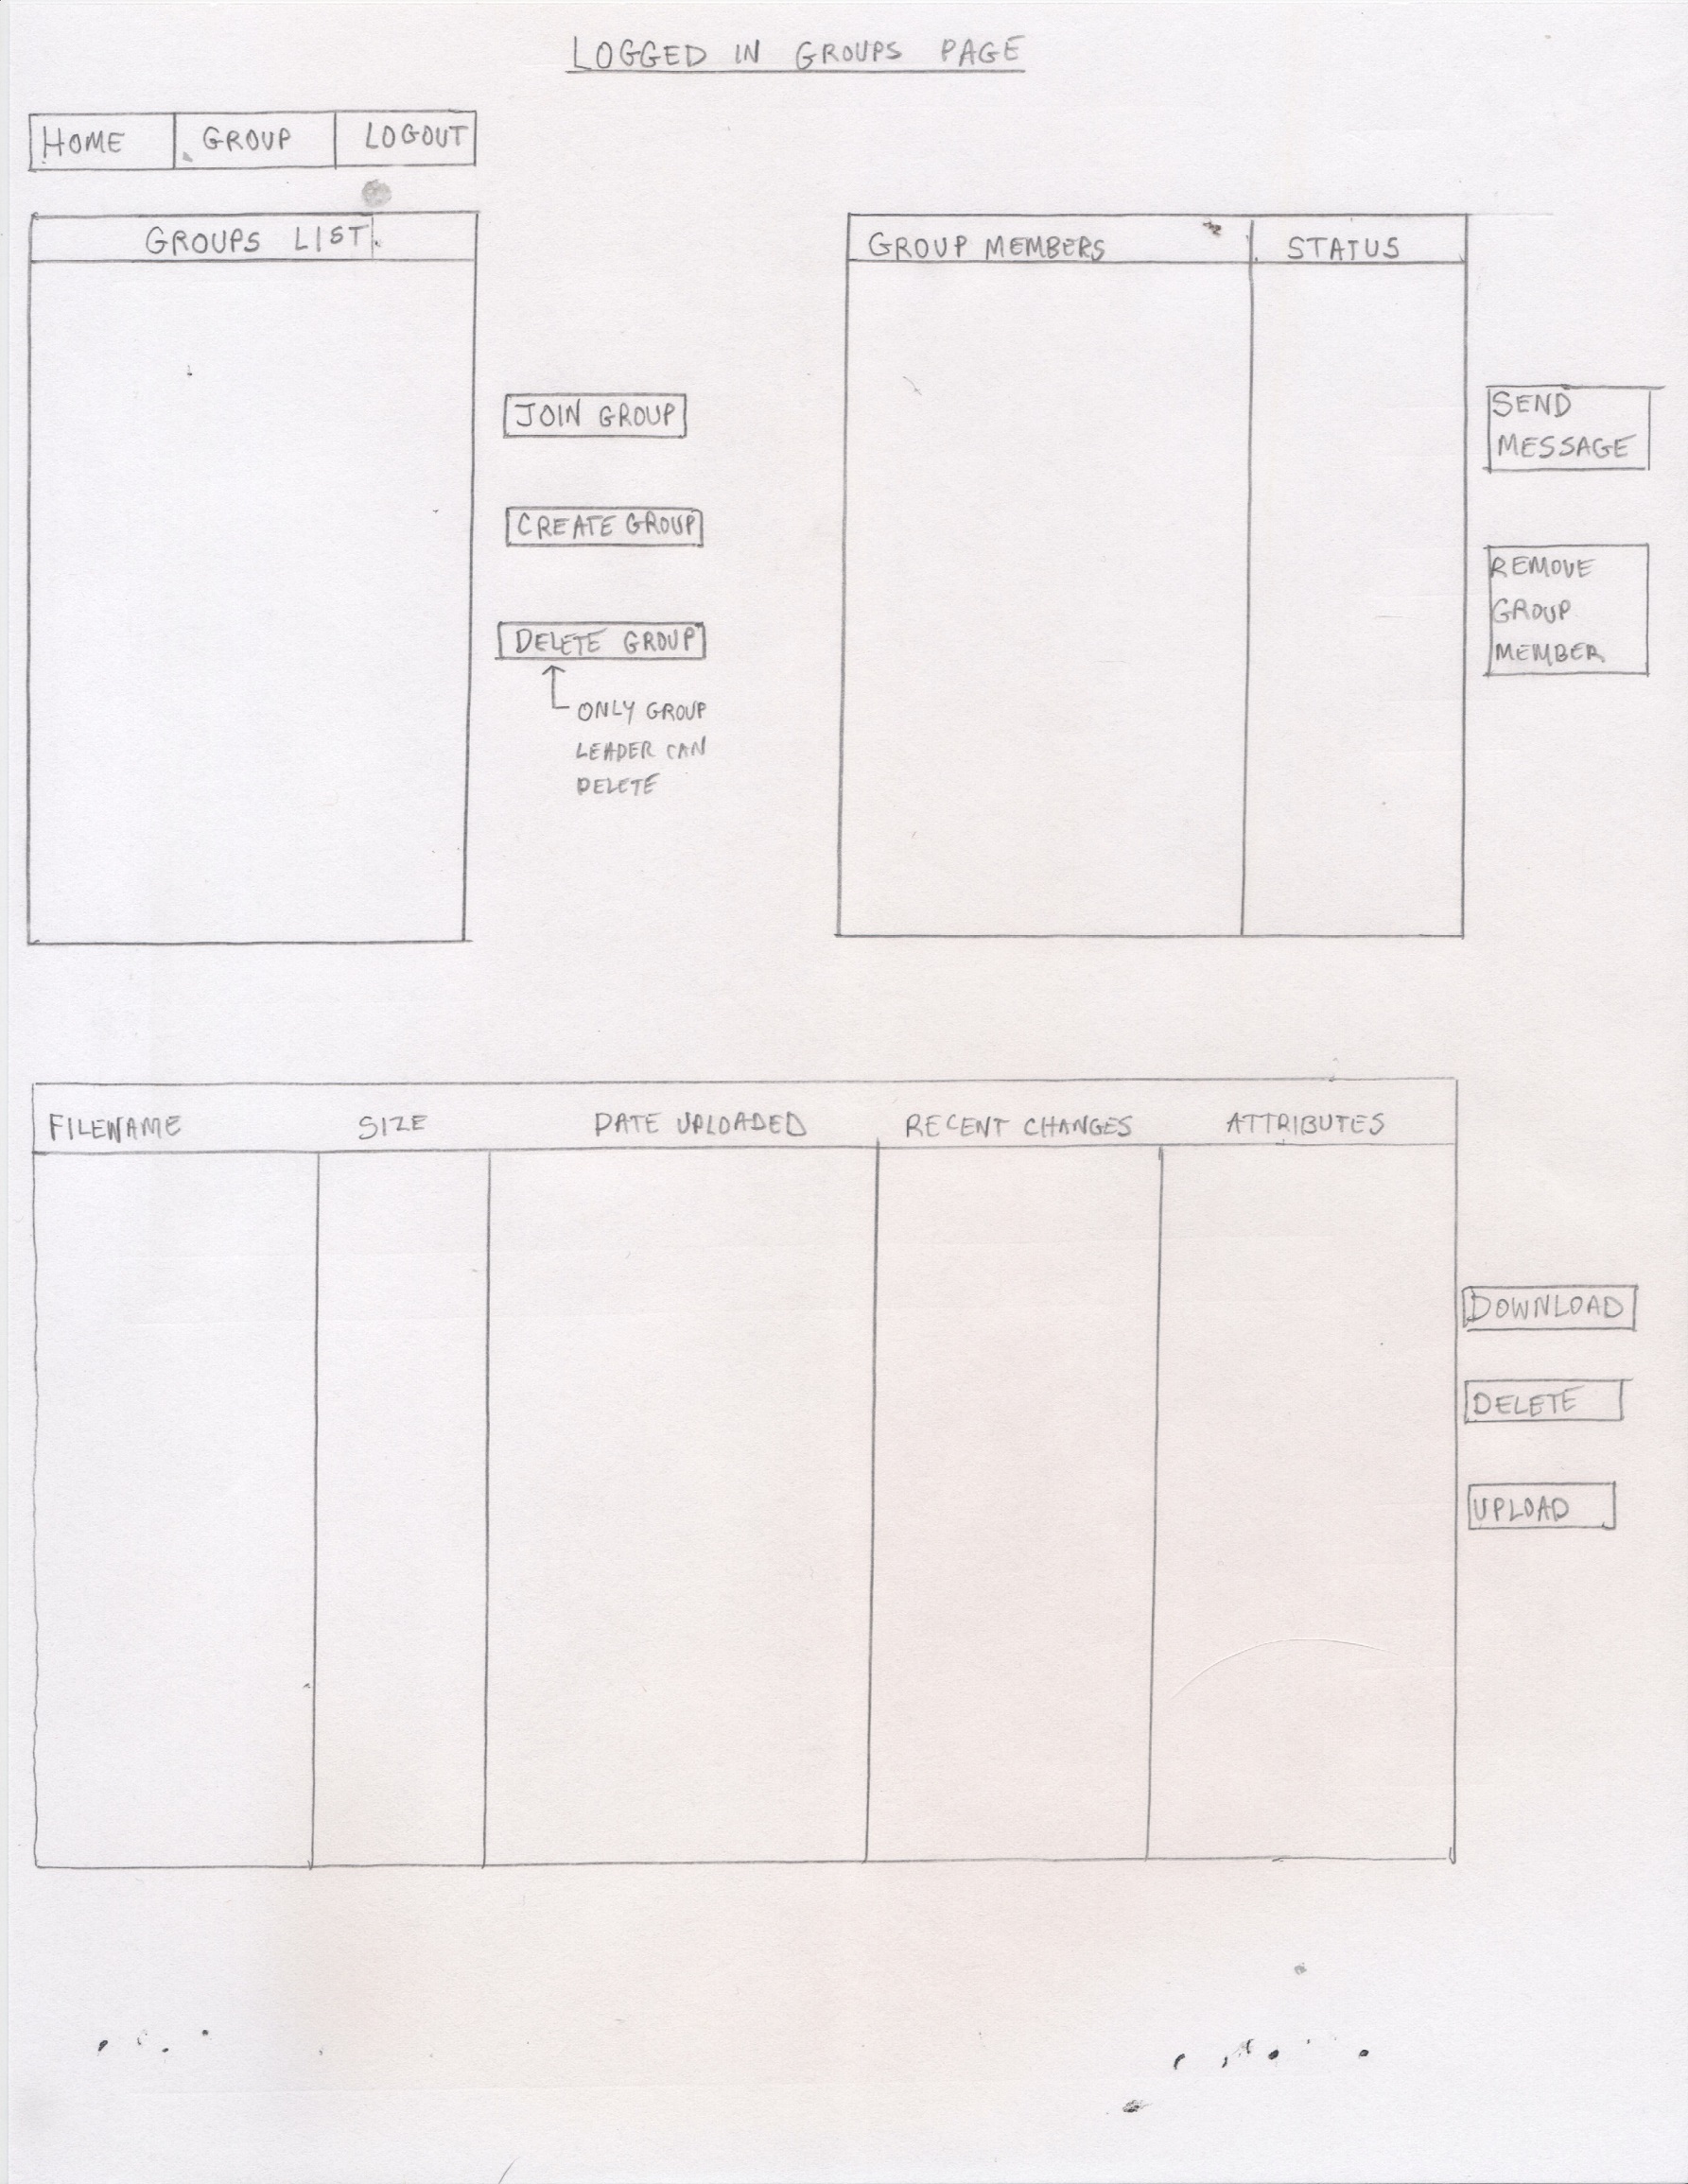 LOGGED IN GROUPS PAGE
HOME GROUP LOGOUT
GROUPS LIST
JOIN GROUP
CREATE GROUP
DELETE GROUP
ONLY GROUP
LEADER CAN
DELETE
GROUP MEMBERS STATUS
SEND
MESSAGE
REMOVE
GROUP
MEMBER
FILENAME SIZE DATE UPLOADED RECENT CHANGES ATTRIBUTES
DOWNLOAD
DELETE
UPLOAD